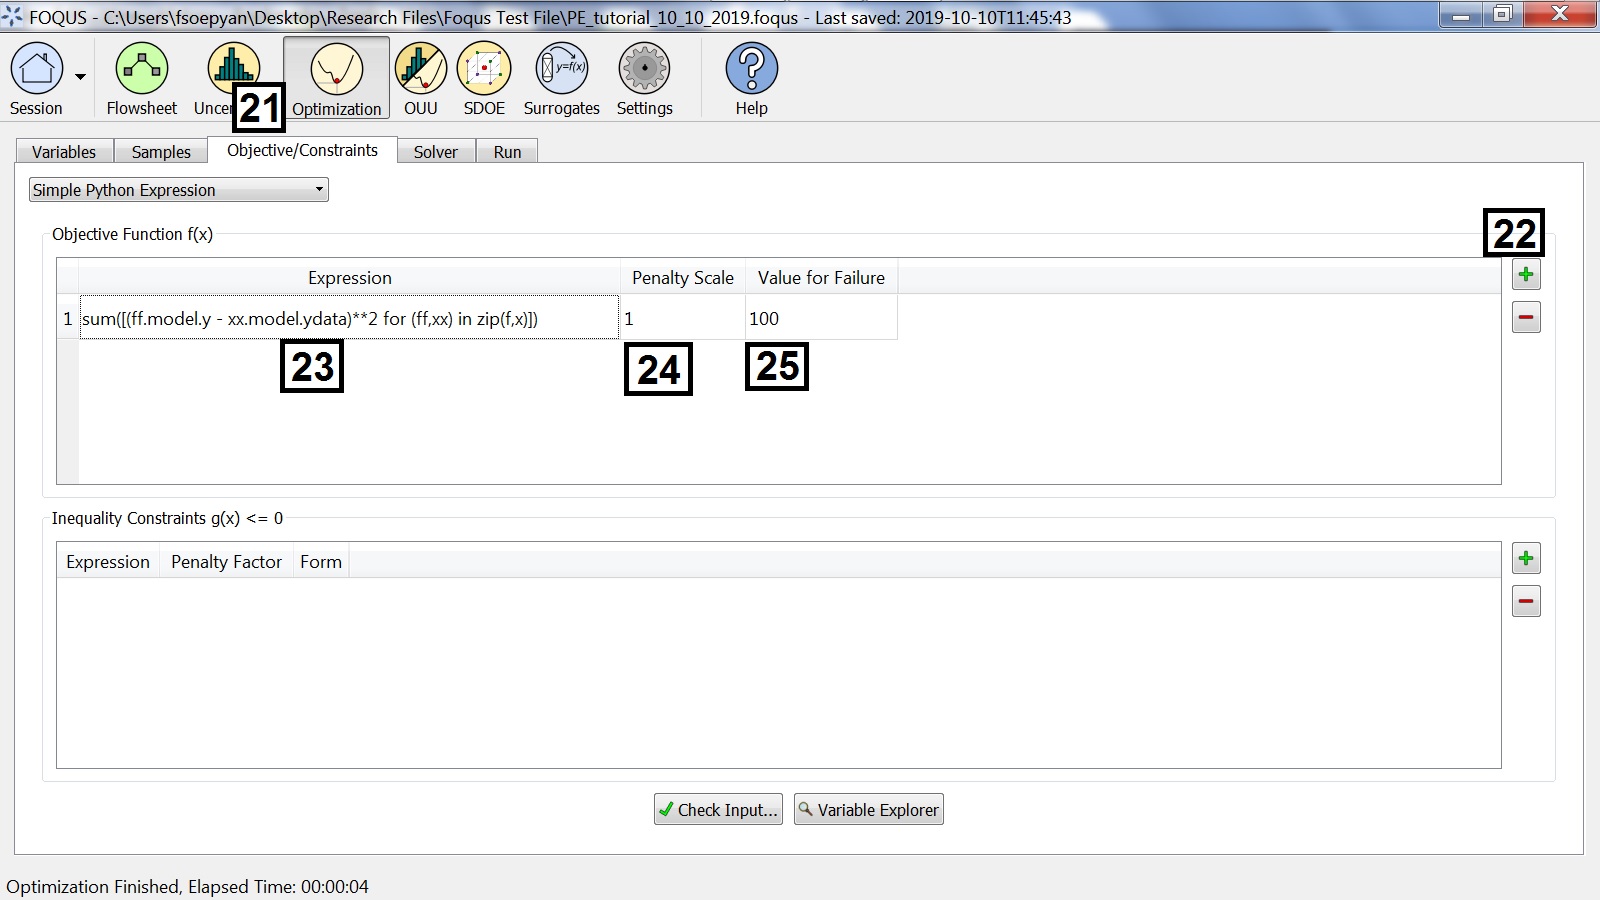 FOQUS - C:\Users\fsoepyan\Desktop\Research Files\Foqus Test File\PE_tutorial_10_10_2019.foqus - Last saved: 2019-10-10T11:45:43
y=f(x)
Session Flowsheet Uncer 21 Optimization OUU SDOE Surrogates Settings Help
Variables Samples Objective/Constraints Solver Run
Simple Python Expression
Objective Function f(x) 22
Expression Penalty Scale Value for Failure
1 sum([(ff.model.y - xx.model.ydata)**2 for (ff,xx) in zip(f,x)]) 1 100
23 24 25
Inequality Constraints g(x) <= 0
Expression Penalty Factor Form
Check Input... Variable Explorer
Optimization Finished, Elapsed Time: 00:00:04